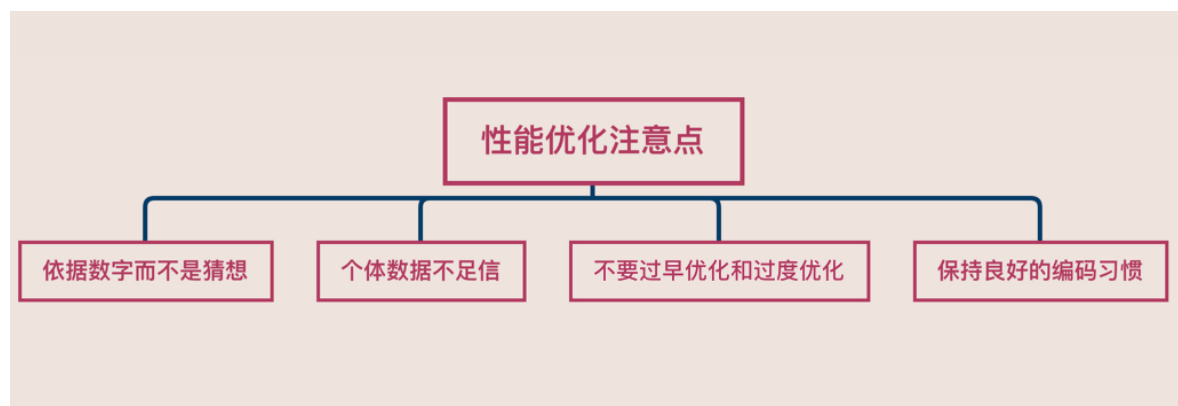 性能优化注意点
依据数字而不是猜想
个体数据不足信
不要过早优化和过度优化
保持良好的编码习惯